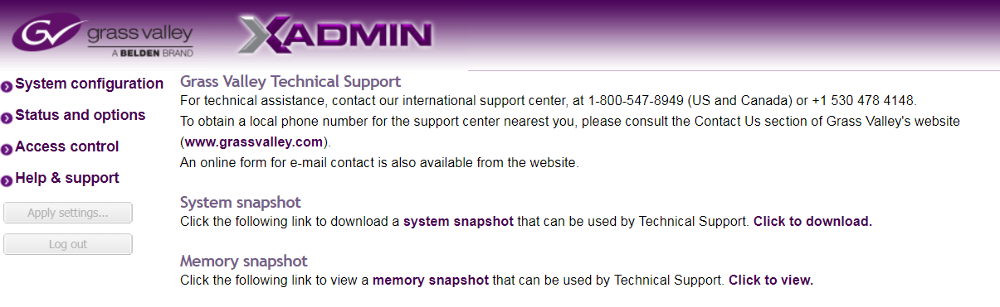 GV grass valley
A BELDEN BRAND
XADMIN
System configuration
Status and options
Access control
Help & support
Apply settings...
Log out
Grass Valley Technical Support
For technical assistance, contact our international support center, at 1-800-547-8949 (US and Canada) or +1 530 478 4148.
To obtain a local phone number for the support center nearest you, please consult the Contact Us section of Grass Valley's website
(www.grassvalley.com).
An online form for e-mail contact is also available from the website.
System snapshot
Click the following link to download a system snapshot that can be used by Technical Support. Click to download.
Memory snapshot
Click the following link to view a memory snapshot that can be used by Technical Support. Click to view.